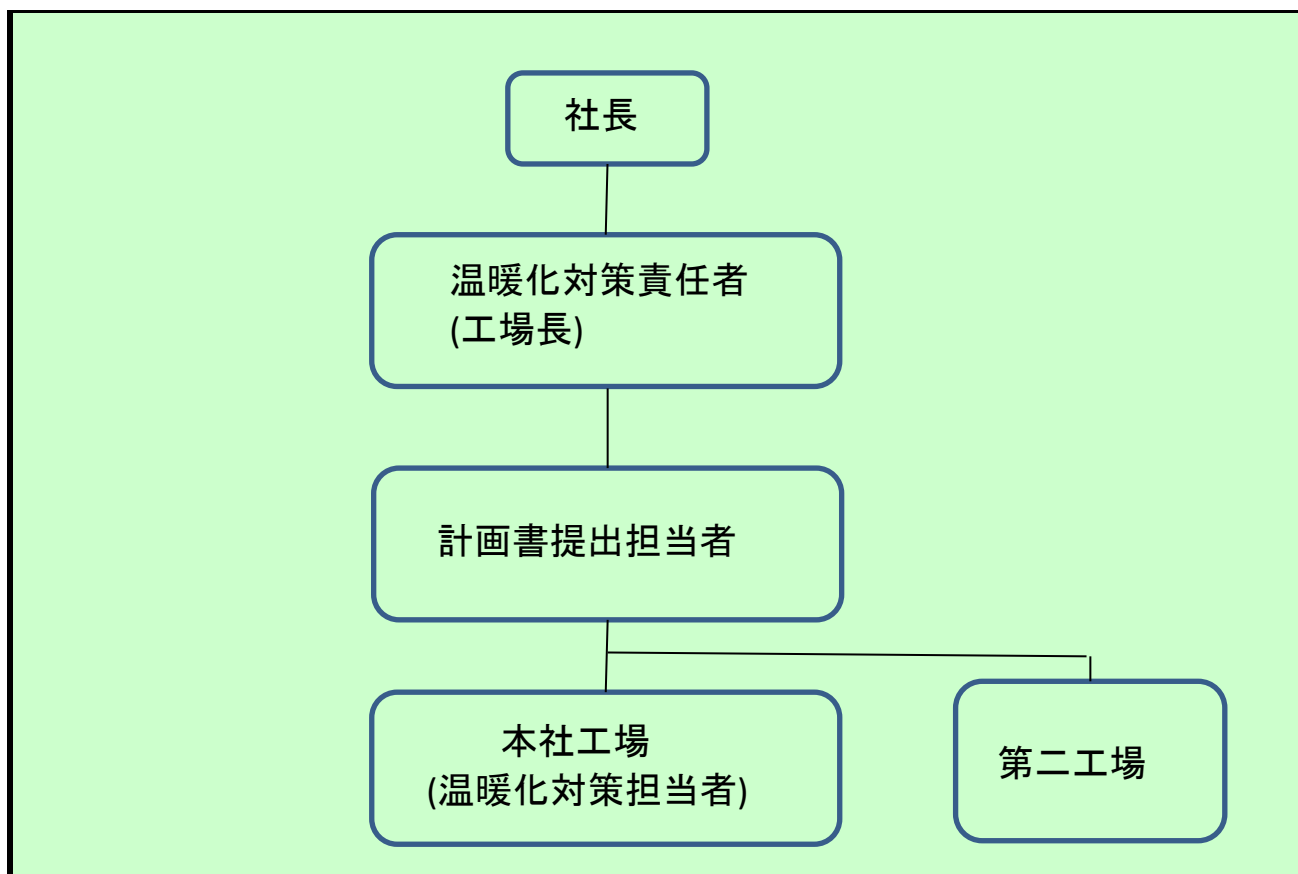 社長
温暖化対策責任者
(工場長)
計画書提出担当者
本社工場
(温暖化対策担当者)
第二工場